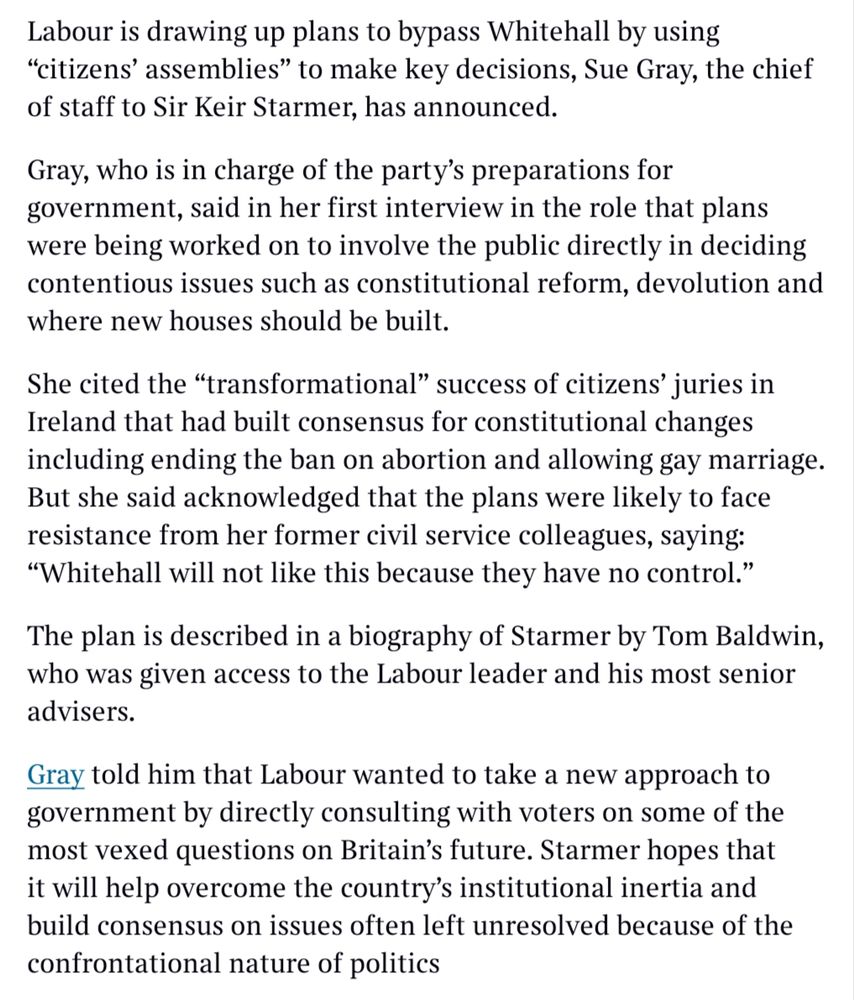 Labour is drawing up plans to bypass Whitehall by using
“citizens’ assemblies” to make key decisions, Sue Gray, the chief
of staff to Sir Keir Starmer, has announced.
Gray, who is in charge of the party’s preparations for
government, said in her first interview in the role that plans
were being worked on to involve the public directly in deciding
contentious issues such as constitutional reform, devolution and
where new houses should be built.
She cited the “transformational” success of citizens’ juries in
Ireland that had built consensus for constitutional changes
including ending the ban on abortion and allowing gay marriage.
But she said acknowledged that the plans were likely to face
resistance from her former civil service colleagues, saying:
“Whitehall will not like this because they have no control.”
The plan is described in a biography of Starmer by Tom Baldwin,
who was given access to the Labour leader and his most senior
advisers.
Gray told him that Labour wanted to take a new approach to
government by directly consulting with voters on some of the
most vexed questions on Britain’s future. Starmer hopes that
it will help overcome the country’s institutional inertia and
build consensus on issues often left unresolved because of the
confrontational nature of politics